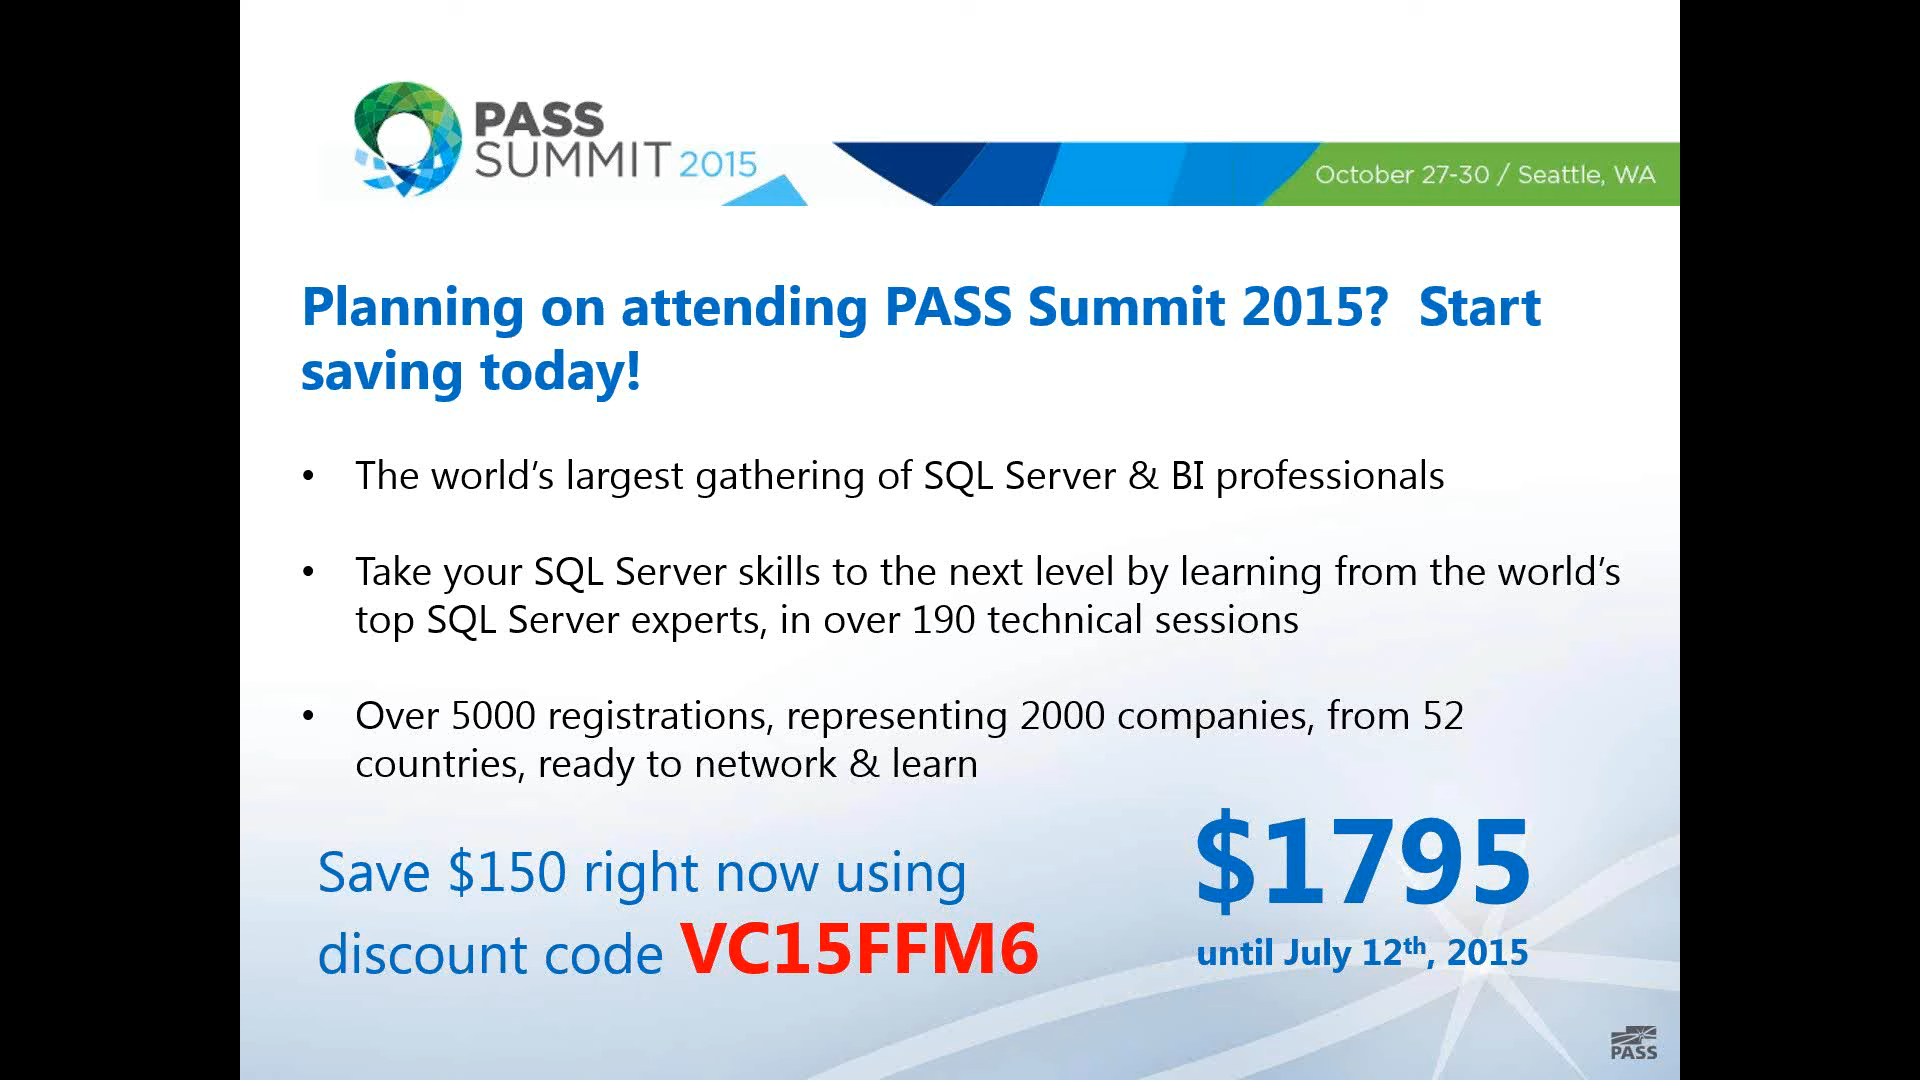 PASS
SUMMIT 2015
October 27-30 / Seattle, WA
Planning on attending PASS Summit 2015?  Start
saving today!
• The world’s largest gathering of SQL Server & BI professionals
• Take your SQL Server skills to the next level by learning from the world’s
top SQL Server experts, in over 190 technical sessions
• Over 5000 registrations, representing 2000 companies, from 52
countries, ready to network & learn
Save $150 right now using
discount code VC15FFM6
$1795
until July 12th, 2015
PASS